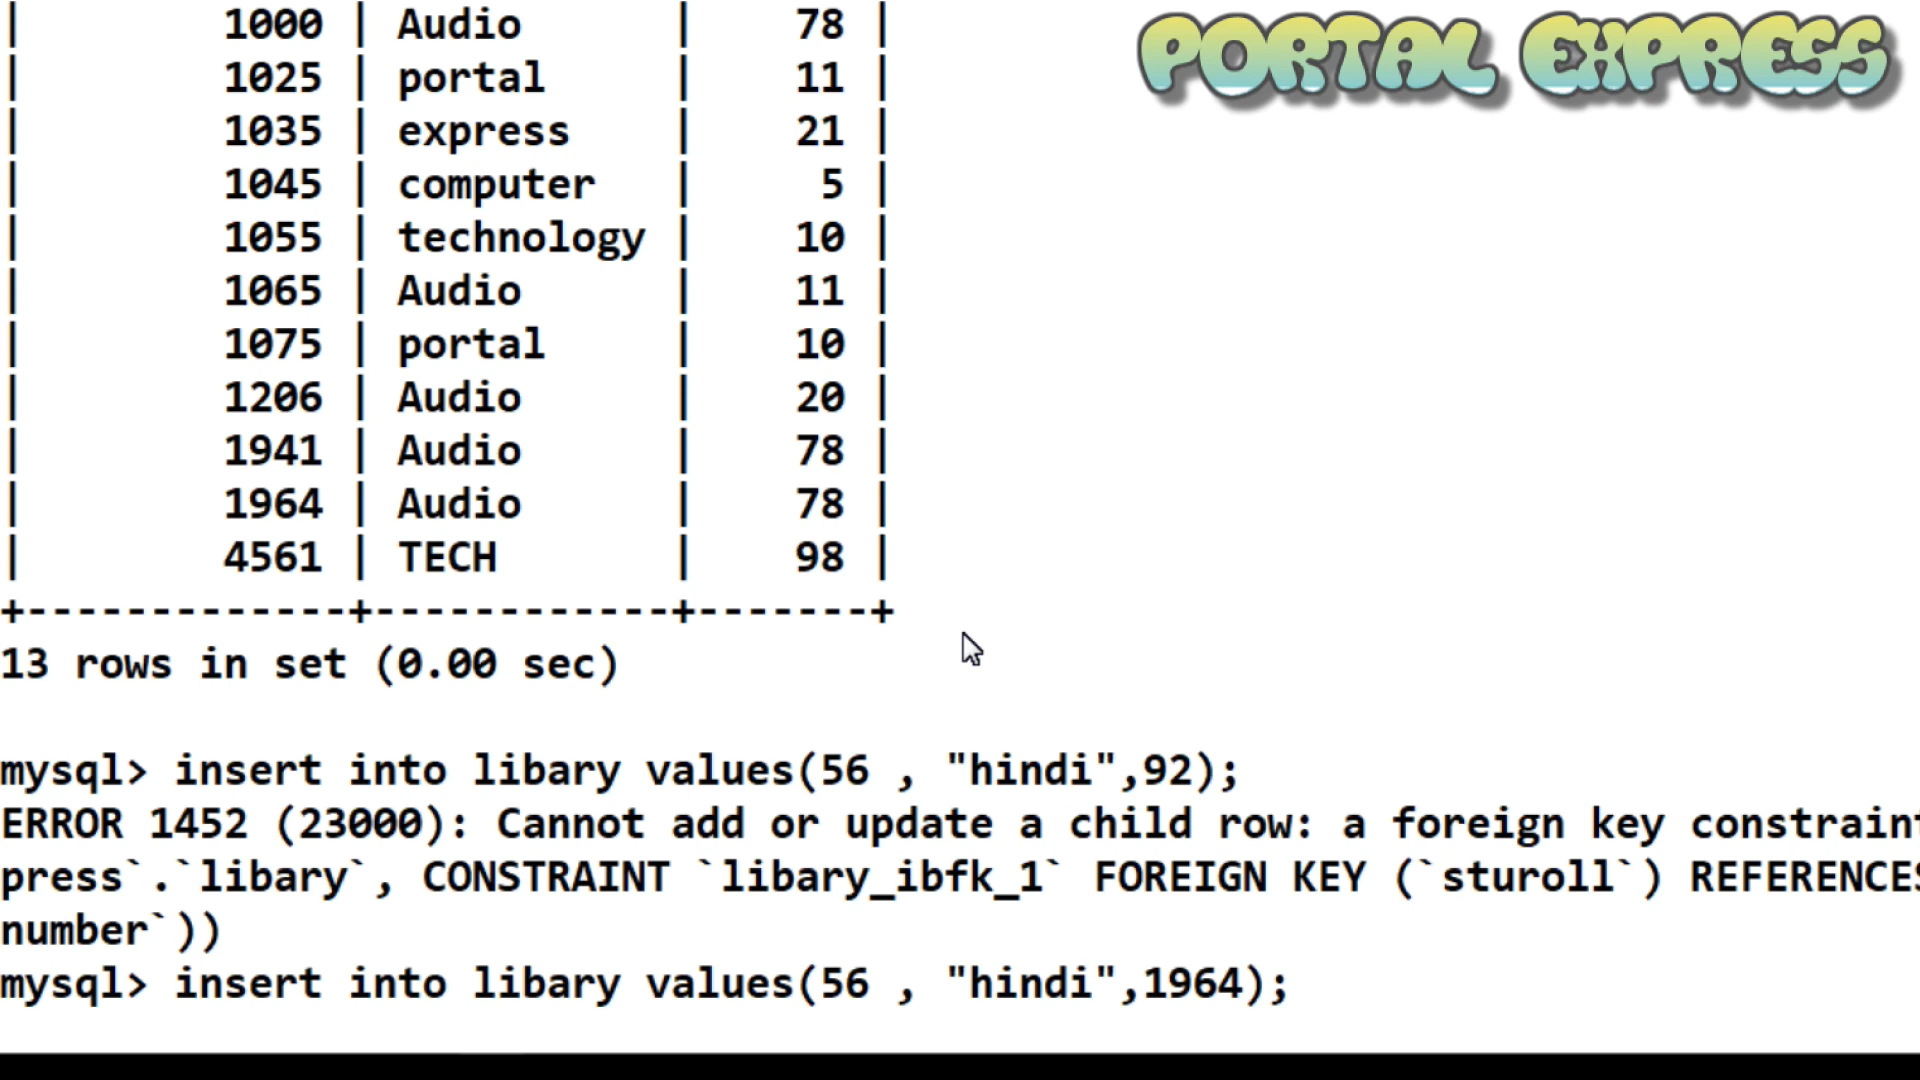 | 1000 | Audio | 78 |
PORTAL EXPRESS
| 1025 | portal | 11 |
| 1035 | express | 21 |
| 1045 | computer | 5 |
| 1055 | technology | 10 |
| 1065 | Audio | 11 |
| 1075 | portal | 10 |
| 1206 | Audio | 20 |
| 1941 | Audio | 78 |
| 1964 | Audio | 78 |
| 4561 | TECH | 98 |
+-------------+------------+-------+
13 rows in set (0.00 sec)
mysql> insert into libary values(56 , "hindi",92);
ERROR 1452 (23000): Cannot add or update a child row: a foreign key constraint
press`.`libary`, CONSTRAINT `libary_ibfk_1` FOREIGN KEY (`sturoll`) REFERENCES
number`))
mysql> insert into libary values(56 , "hindi",1964);